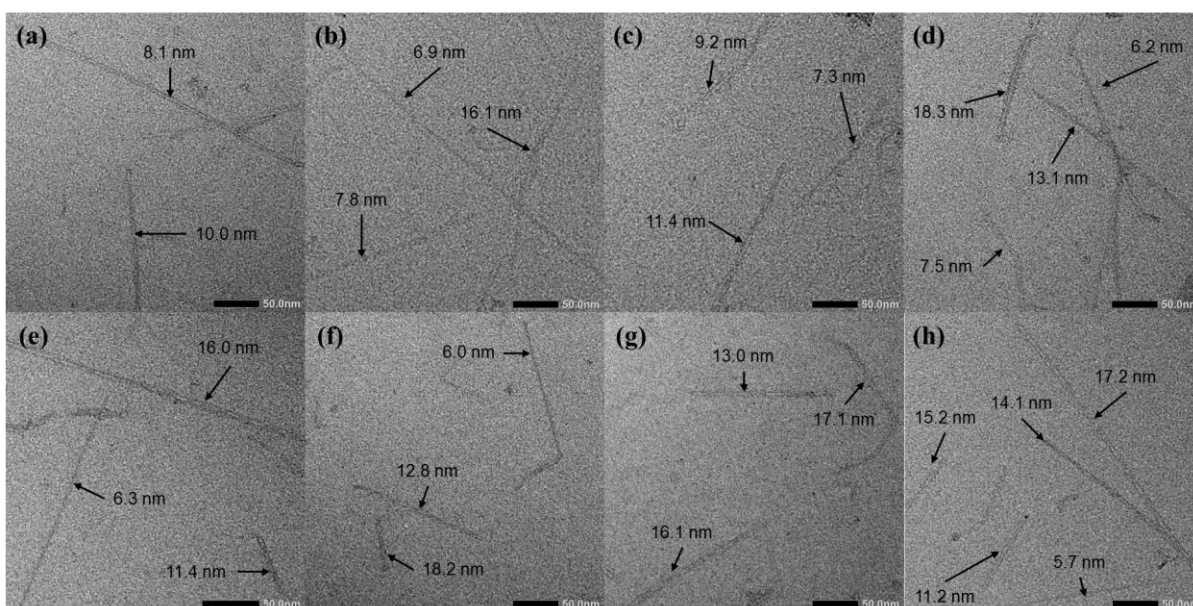 (a)
8.1 nm
10.0 nm
50.0nm
(b)
6.9 nm
16.1 nm
7.8 nm
50.0nm
(c)
9.2 nm
7.3 nm
11.4 nm
50.0nm
(d)
6.2 nm
18.3 nm
13.1 nm
7.5 nm
50.0nm
(e)
16.0 nm
6.3 nm
11.4 nm
50.0nm
(f)
6.0 nm
12.8 nm
18.2 nm
50.0nm
(g)
13.0 nm
17.1 nm
16.1 nm
50.0nm
(h)
17.2 nm
14.1 nm
15.2 nm
5.7 nm
11.2 nm
50.0nm